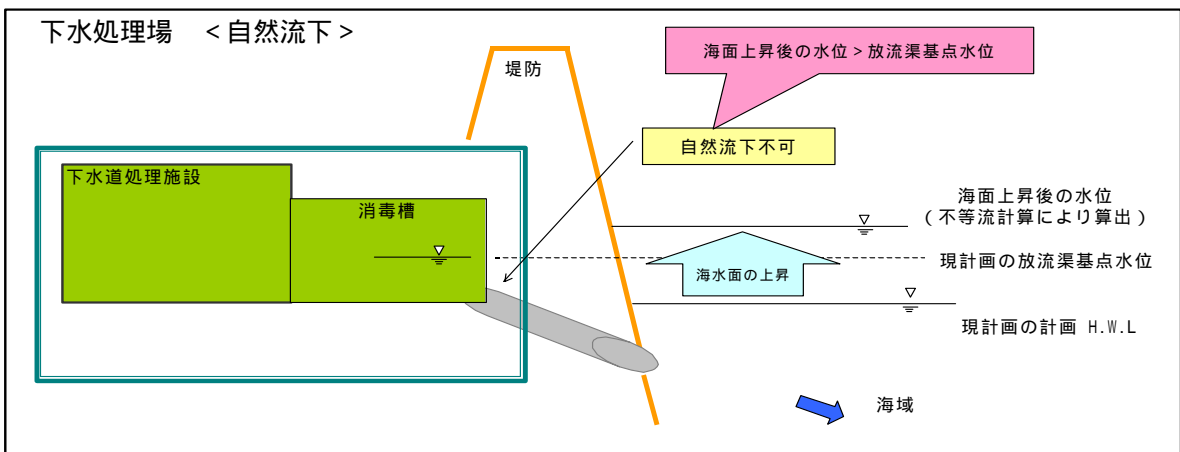 下水処理場 <自然流下>
堤防
海面上昇後の水位>放流渠基点水位
自然流下不可
下水道処理施設
消毒槽
海面上昇後の水位
(不等流計算により算出)
現計画の放流渠基点水位
海水面の上昇
現計画の計画 H.W.L
海域